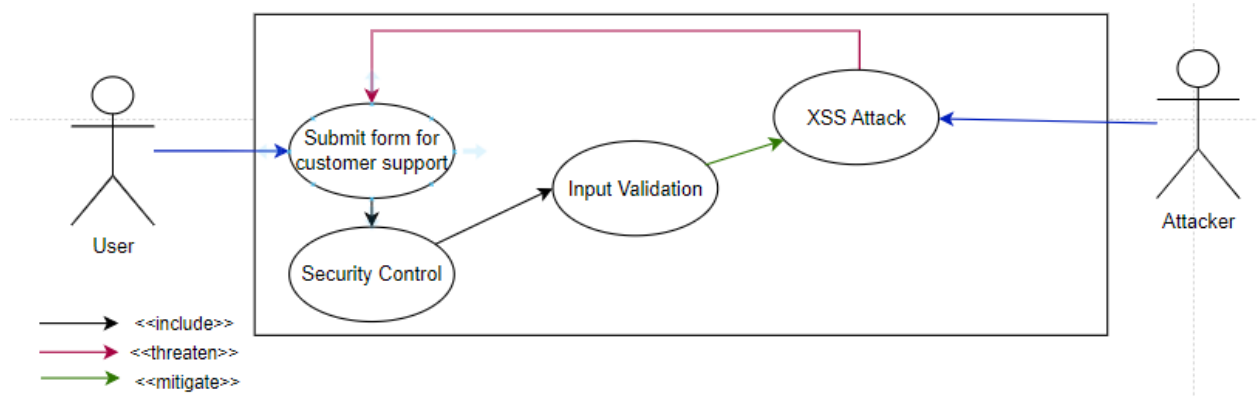 Submit form for
customer support
XSS Attack
Input Validation
Security Control
User
Attacker
<<include>>
<<threaten>>
<<mitigate>>